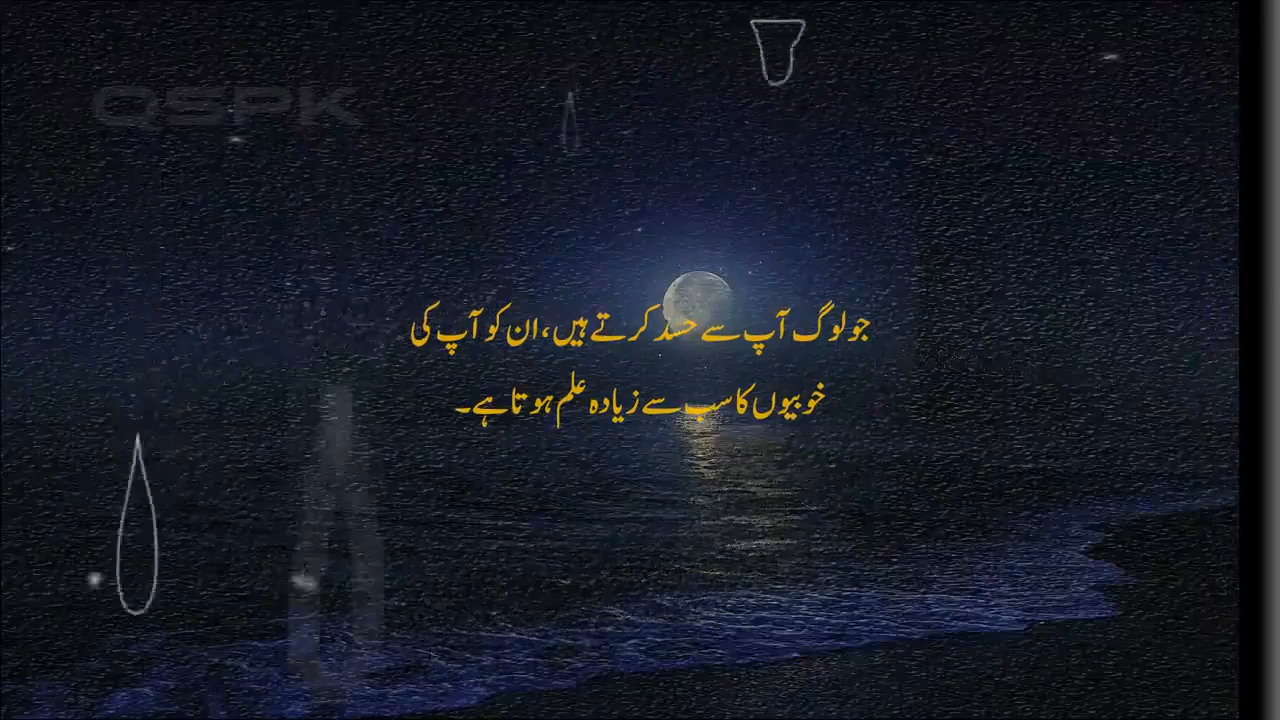 QSPK
جو لوگ آپ سے حسد کرتے ہیں، ان کو آپ کی
خوبیوں کا سب سے زیادہ علم ہوتا ہے۔